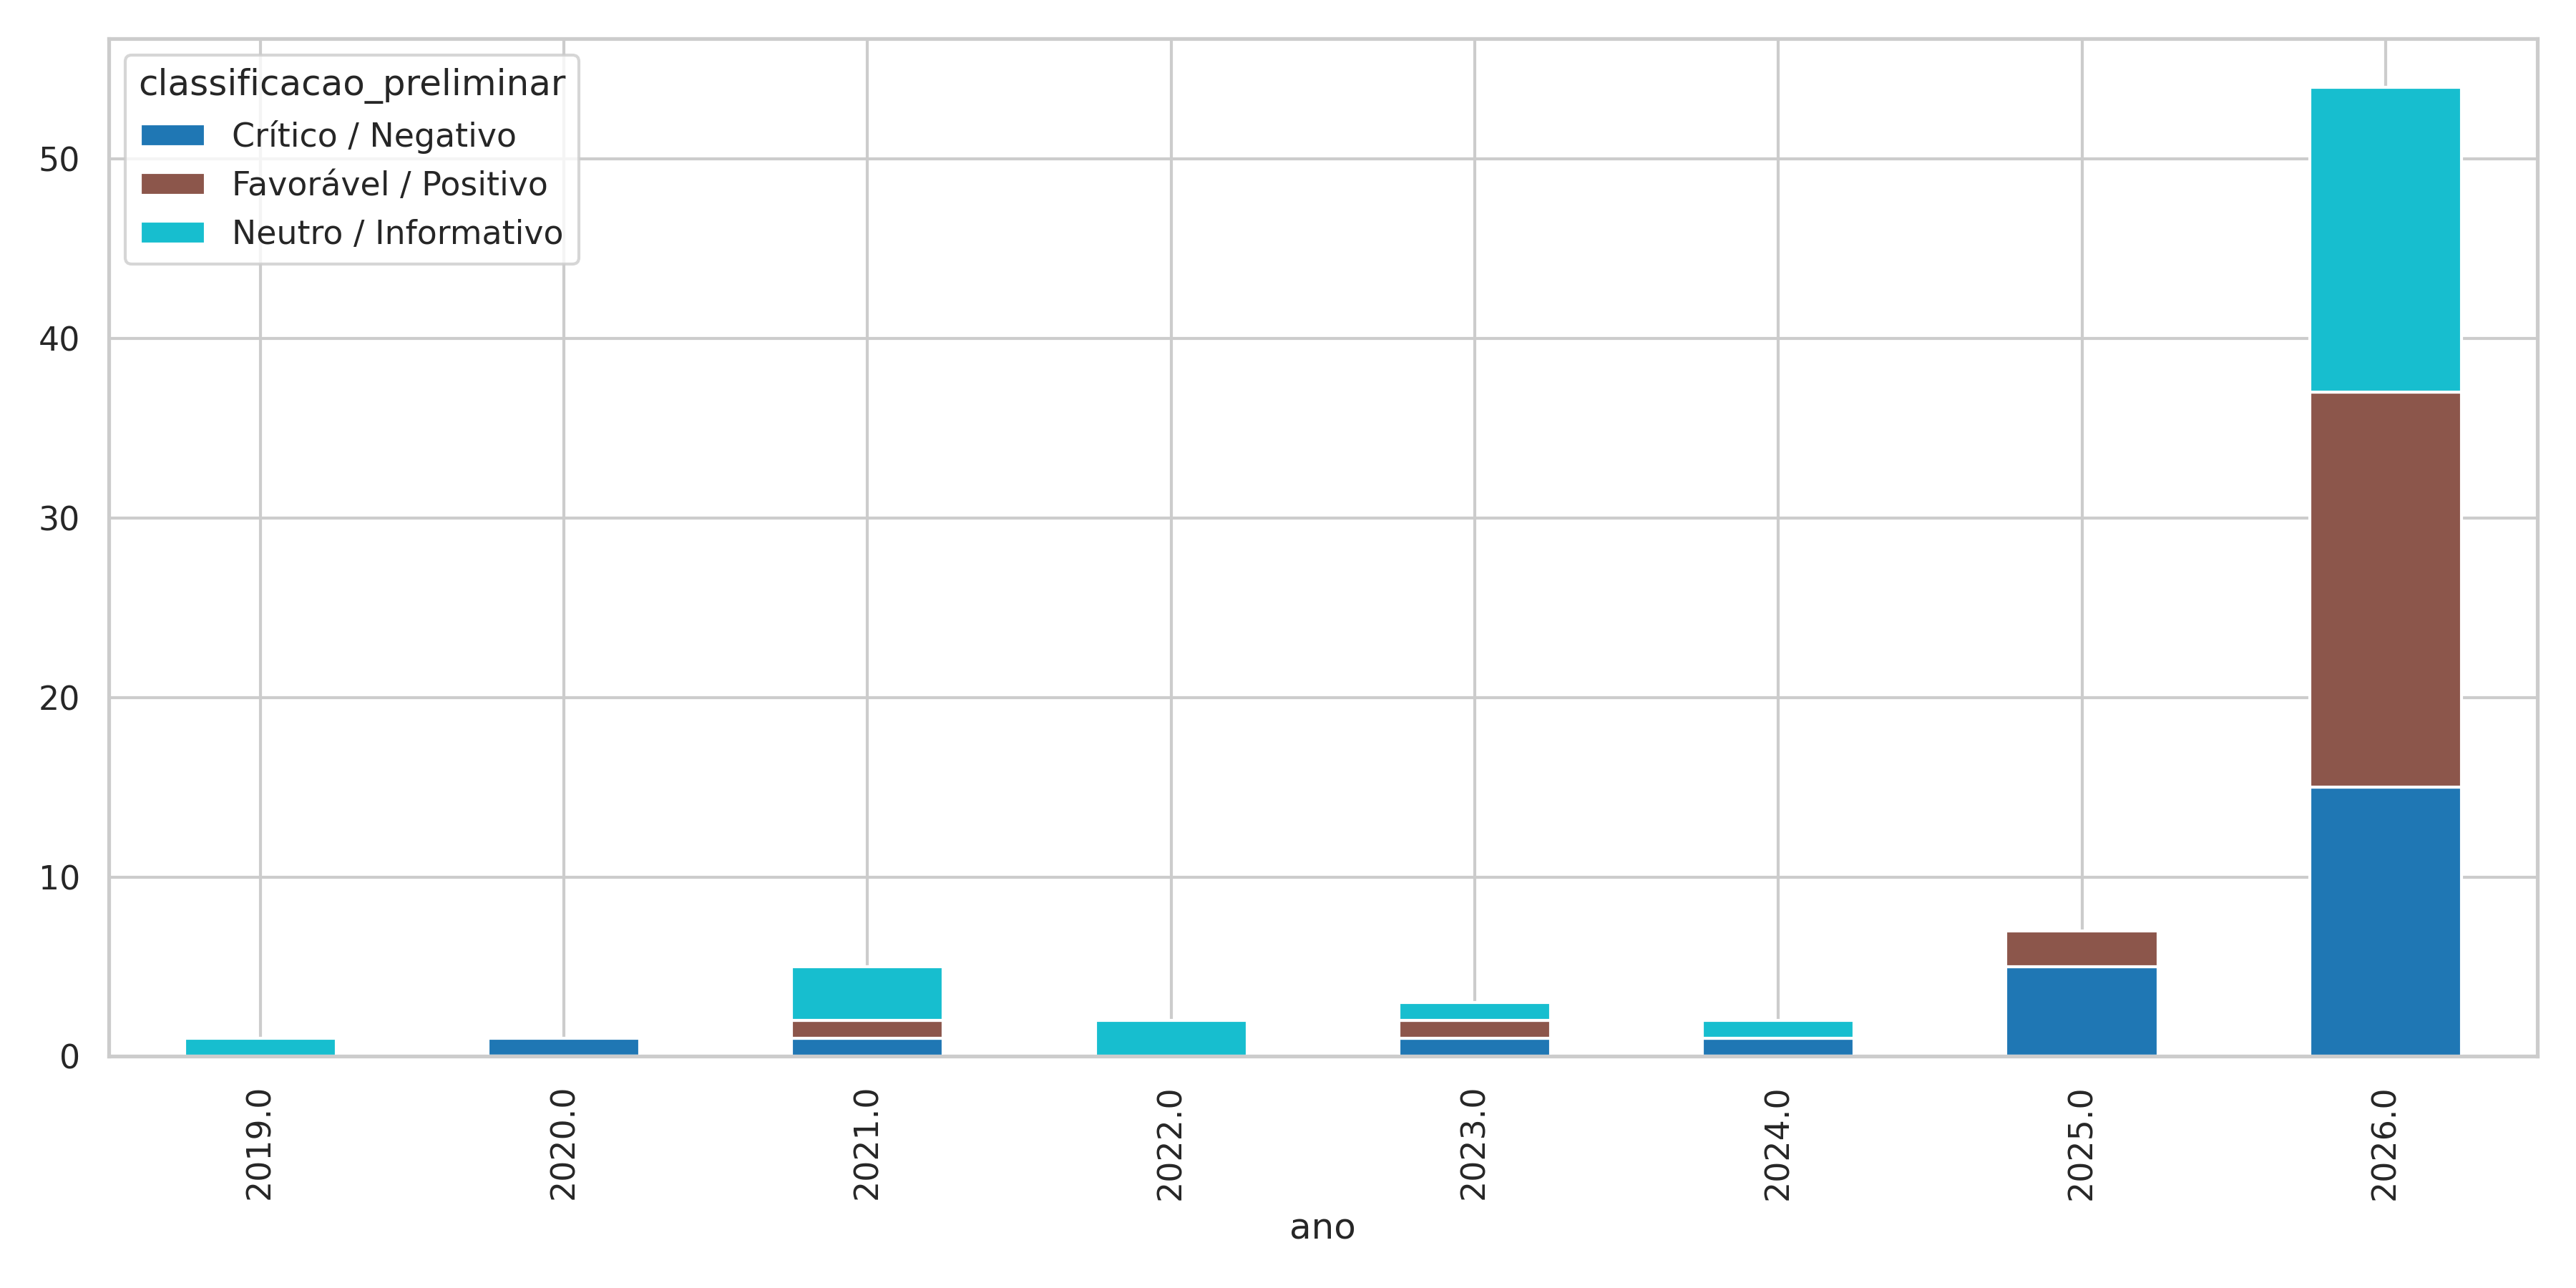 classificacao_preliminar
Crítico / Negativo
Favorável / Positivo
Neutro / Informativo
50
40
30
20
10
0
2019.0
2020.0
2021.0
2022.0
2023.0
2024.0
2025.0
2026.0
ano